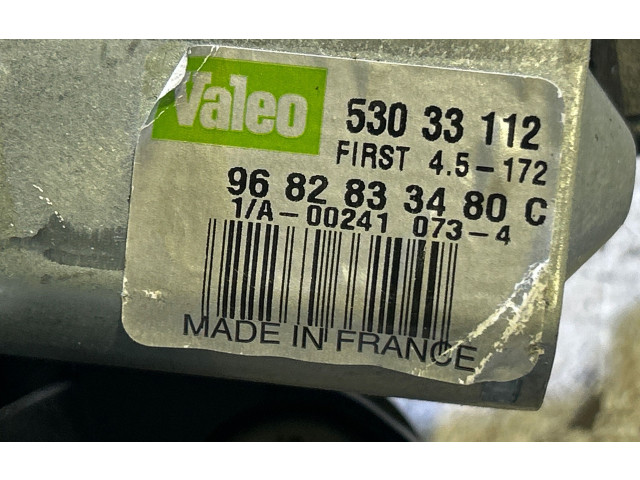 Valeo
530 33 112
FIRST 4.5-172
96 82 83 34 80 C
1/A-00241 073-4
MADE IN FRANCE